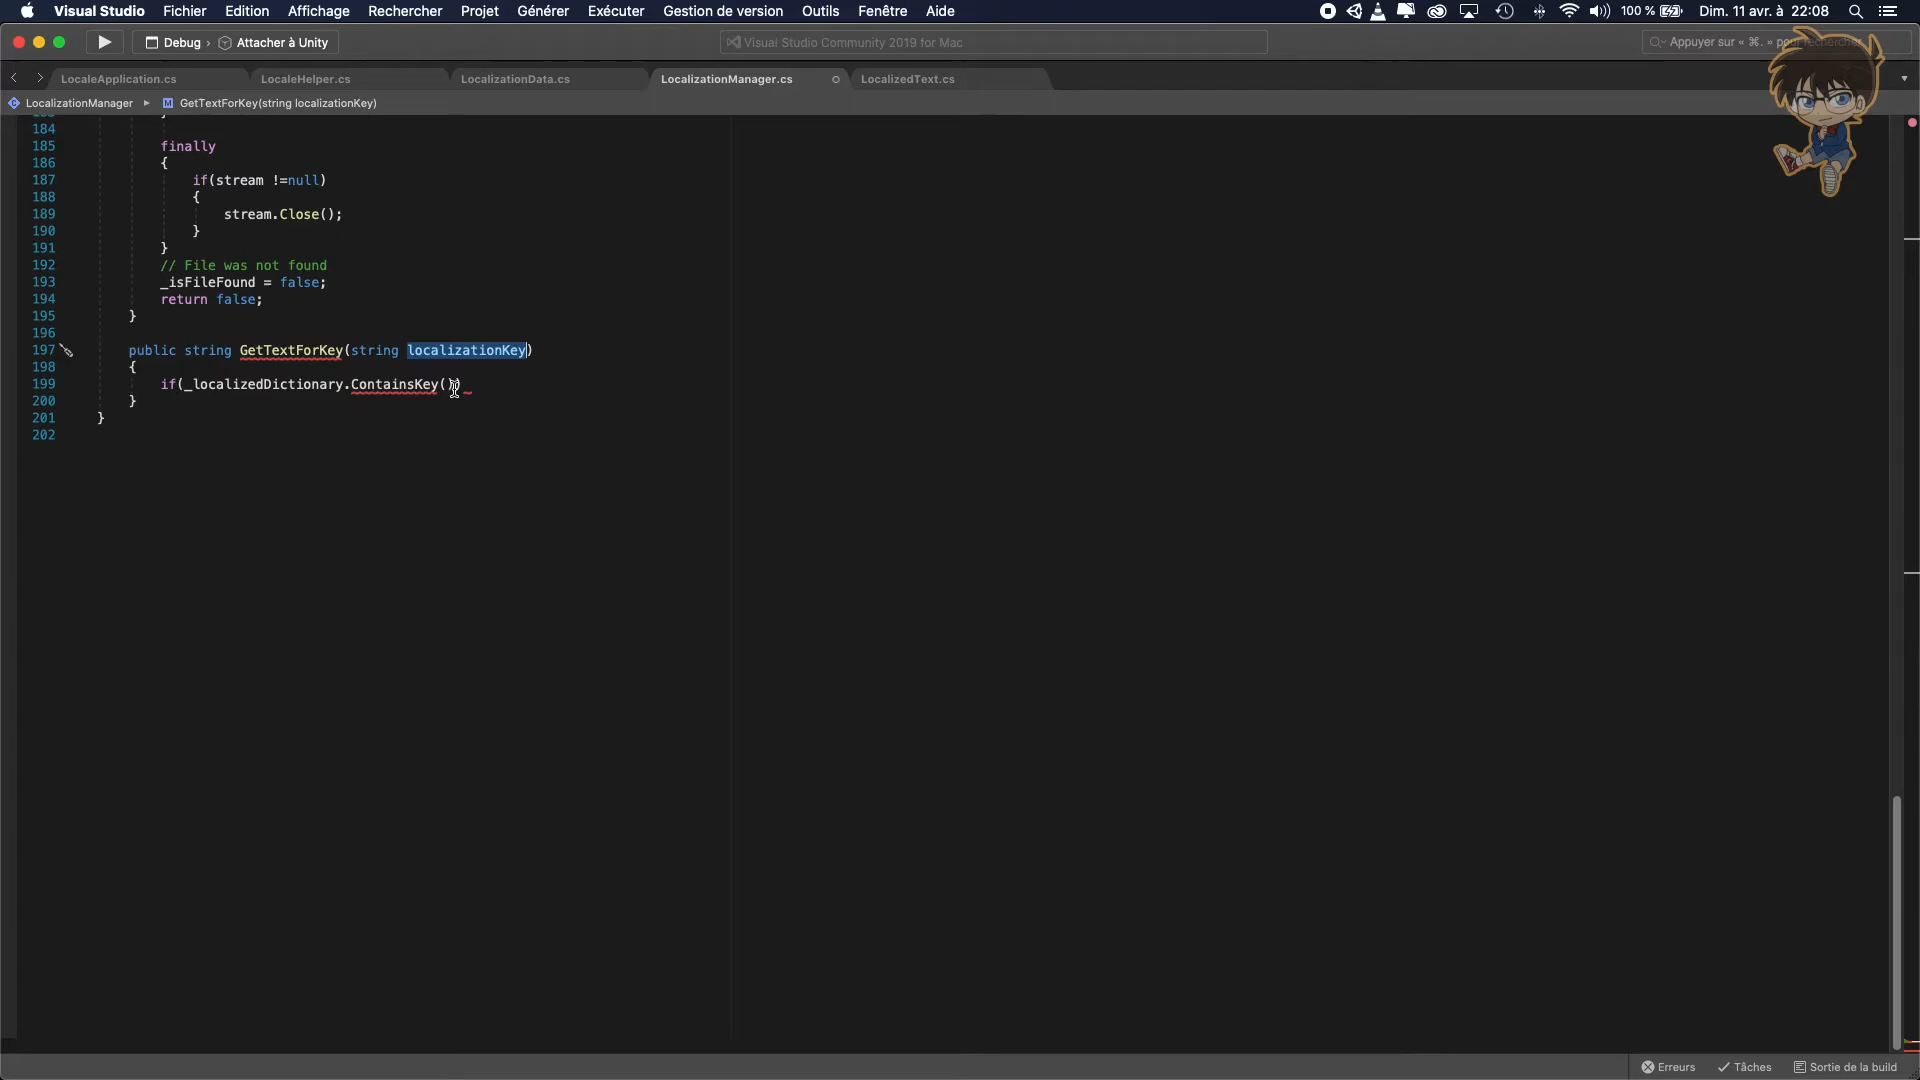 Visual Studio Fichier Edition Affichage Rechercher Projet Générer Exécuter Gestion de version Outils Fenêtre Aide 100 % Dim. 11 avr. à 22:08
Debug › Attacher à Unity Visual Studio Community 2019 for Mac Appuyer sur « ⌘. » pour rechercher
LocaleApplication.cs LocaleHelper.cs LocalizationData.cs LocalizationManager.cs LocalizedText.cs
LocalizationManager ▸ M GetTextForKey(string localizationKey)
184
185 finally
186 {
187 if(stream !=null)
188 {
189 stream.Close();
190 }
191 }
192 // File was not found
193 _isFileFound = false;
194 return false;
195 }
196
197 public string GetTextForKey(string localizationKey)
198 {
199 if(_localizedDictionary.ContainsKey())
200 }
201 }
202
Erreurs Tâches Sortie de la build